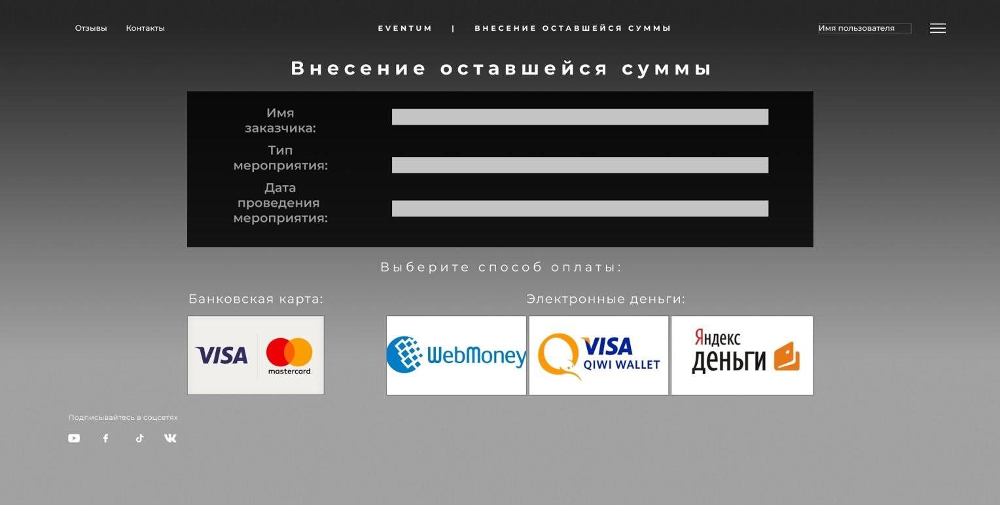 Отзывы Контакты EVENTUM | ВНЕСЕНИЕ ОСТАВШЕЙСЯ СУММЫ Имя пользователя
Внесение оставшейся суммы
Имя
заказчика:
Тип
мероприятия:
Дата
проведения
мероприятия:
Выберите способ оплаты:
Банковская карта:
Электронные деньги:
VISA
mastercard.
WebMoney
VISA
QIWI WALLET
Яндекс
деньги
Подписывайтесь в соцсетях